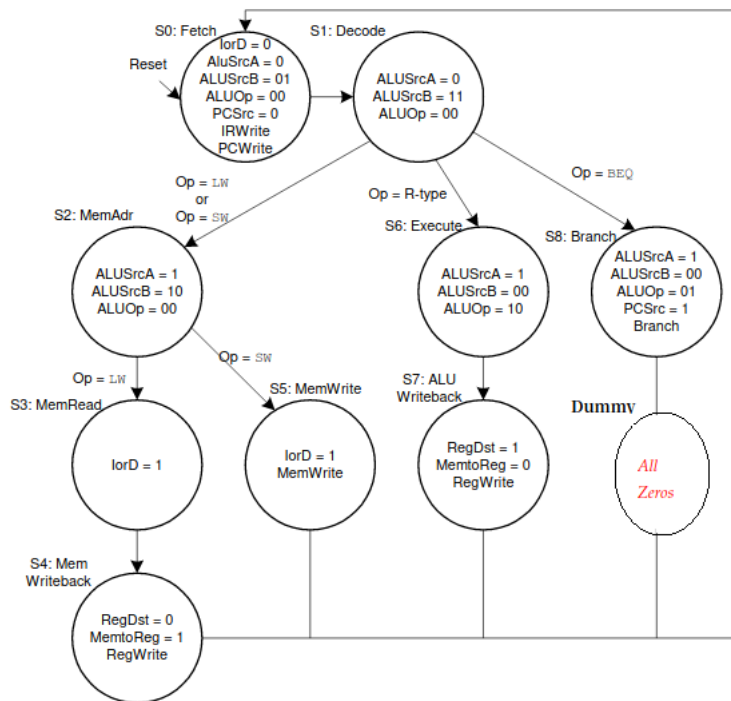 S0: Fetch
S1: Decode
Reset
IorD = 0
AluSrcA = 0
ALUSrcB = 01
ALUOp = 00
PCSrc = 0
IRWrite
PCWrite
ALUSrcA = 0
ALUSrcB = 11
ALUOp = 00
Op = LW
or
Op = SW
Op = R-type
Op = BEQ
S2: MemAdr
S6: Execute
S8: Branch
ALUSrcA = 1
ALUSrcB = 10
ALUOp = 00
ALUSrcA = 1
ALUSrcB = 00
ALUOp = 10
ALUSrcA = 1
ALUSrcB = 00
ALUOp = 01
PCSrc = 1
Branch
Op = LW
Op = SW
S3: MemRead
S5: MemWrite
S7: ALU
Writeback
Dummy
IorD = 1
IorD = 1
MemWrite
RegDst = 1
MemtoReg = 0
RegWrite
All
Zeros
S4: Mem
Writeback
RegDst = 0
MemtoReg = 1
RegWrite